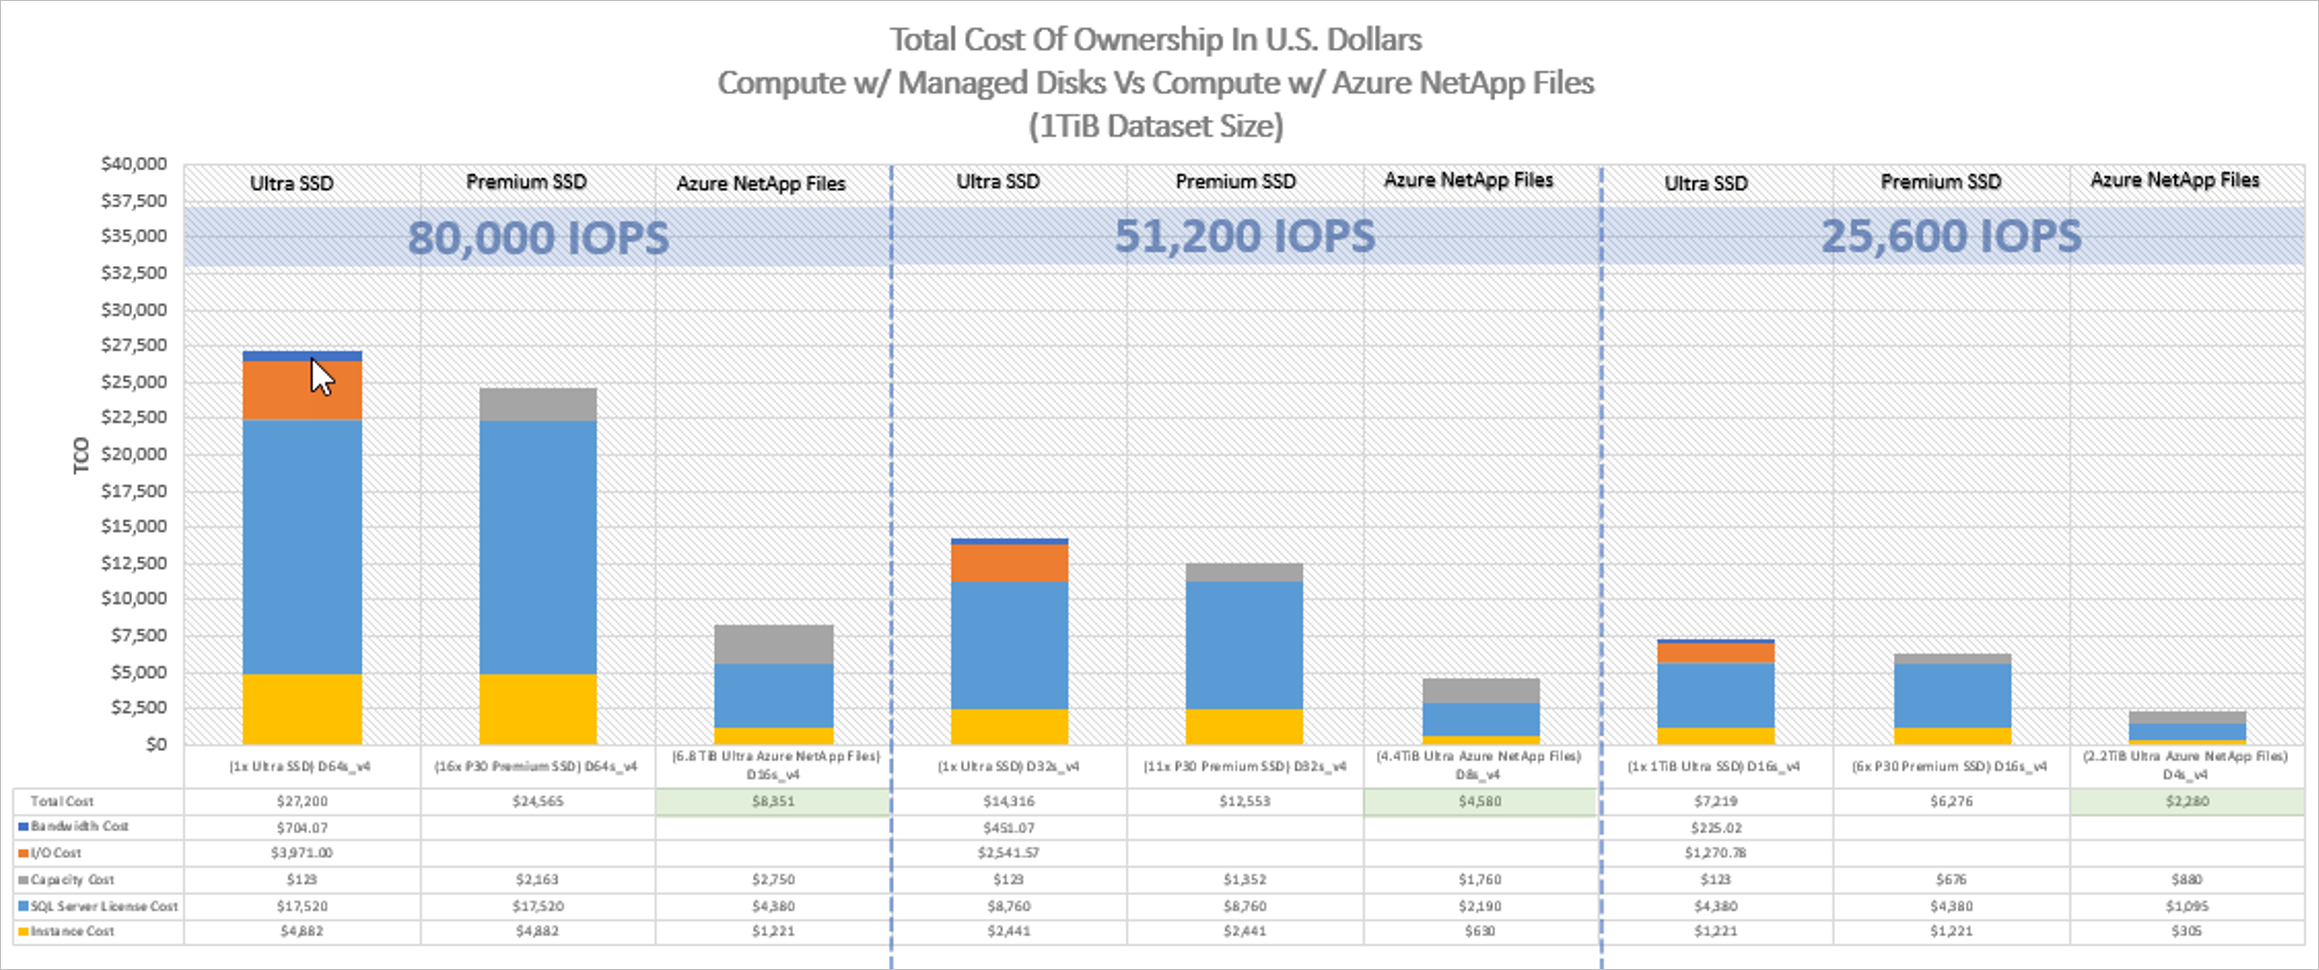 Total Cost Of Ownership In U.S. Dollars
Compute w/ Managed Disks Vs Compute w/ Azure NetApp Files
(1TiB Dataset Size)
Ultra SSD Premium SSD Azure NetApp Files Ultra SSD Premium SSD Azure NetApp Files Ultra SSD Premium SSD Azure NetApp Files
80,000 IOPS 51,200 IOPS 25,600 IOPS
TCO
$40,000
$37,500
$35,000
$32,500
$30,000
$27,500
$25,000
$22,500
$20,000
$17,500
$15,000
$12,500
$10,000
$7,500
$5,000
$2,500
$0
(1x Ultra SSD) D64s_v4
(16x P30 Premium SSD) D64s_v4
(6.8 TiB Ultra Azure NetApp Files)
D16s_v4
(1x Ultra SSD) D32s_v4
(11x P30 Premium SSD) D32s_v4
(4.4TiB Ultra Azure NetApp Files)
D8s_v4
(1x 1TiB Ultra SSD) D16s_v4
(6x P30 Premium SSD) D16s_v4
(2.2TiB Ultra Azure NetApp Files)
D4s_v4
Total Cost $27,200 $24,565 $8,351 $14,316 $12,553 $4,580 $7,219 $6,276 $2,280
Bandwidth Cost $704.07 $451.07 $225.02
I/O Cost $3,971.00 $2,541.57 $1,270.78
Capacity Cost $123 $2,163 $2,750 $123 $1,352 $1,760 $123 $676 $880
SQL Server License Cost $17,520 $17,520 $4,380 $8,760 $8,760 $2,190 $4,380 $4,380 $1,095
Instance Cost $4,882 $4,882 $1,221 $2,441 $2,441 $630 $1,221 $1,221 $305